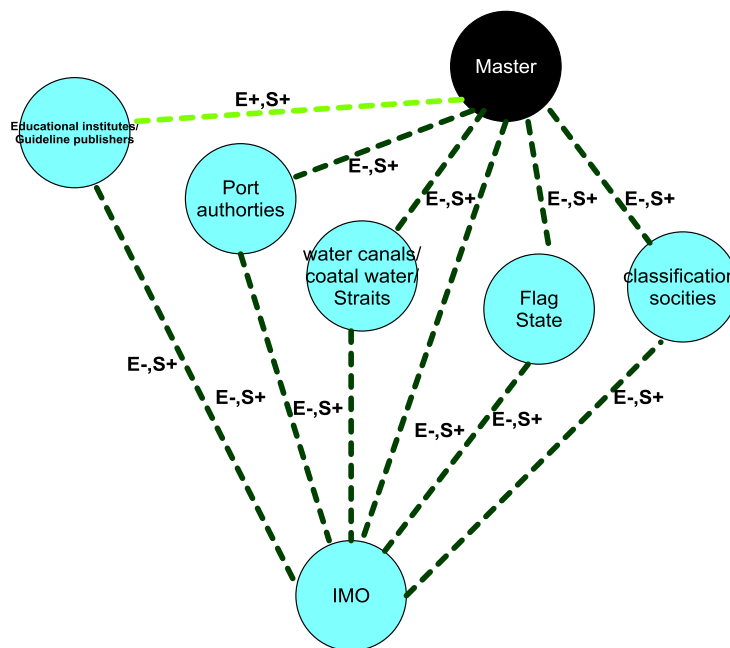 Master
E+,S+
Educational institutes/
Guideline publishers
E-,S+
Port
authorties
E-,S+
E-,S+
E-,S+
water canals/
coatal water/
Straits
classification
socities
Flag
State
E-,S+
E-,S+
E-,S+
E-,S+
E-,S+
E-,S+
E-,S+
IMO